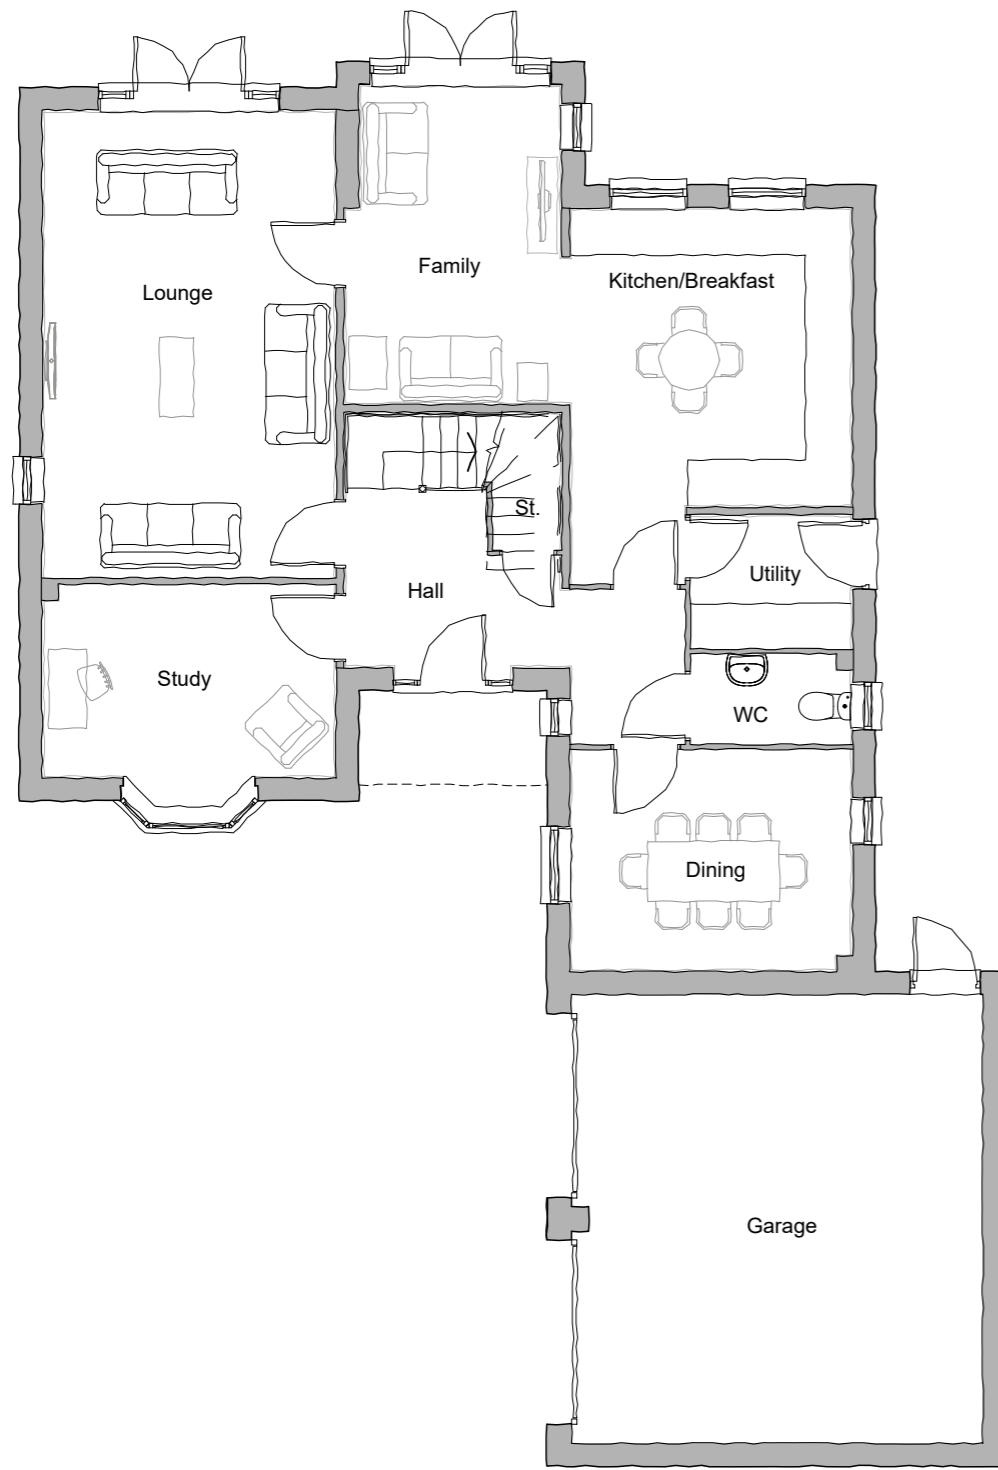 Family
Kitchen/Breakfast
Lounge
St.
Utility
Hall
Study
WC
Dining
Garage